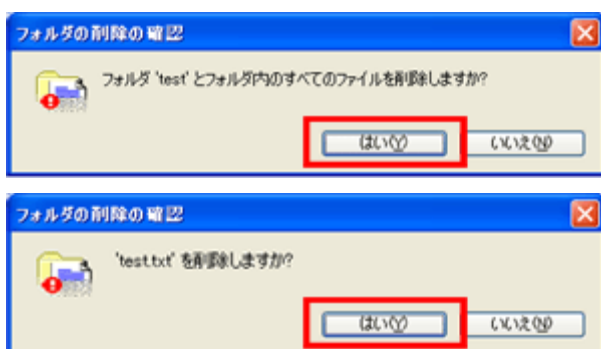 フォルダの削除の確認
フォルダ 'test' とフォルダ内のすべてのファイルを削除しますか?
はい(Y)
いいえ(N)
フォルダの削除の確認
'test.txt' を削除しますか?
はい(Y)
いいえ(N)